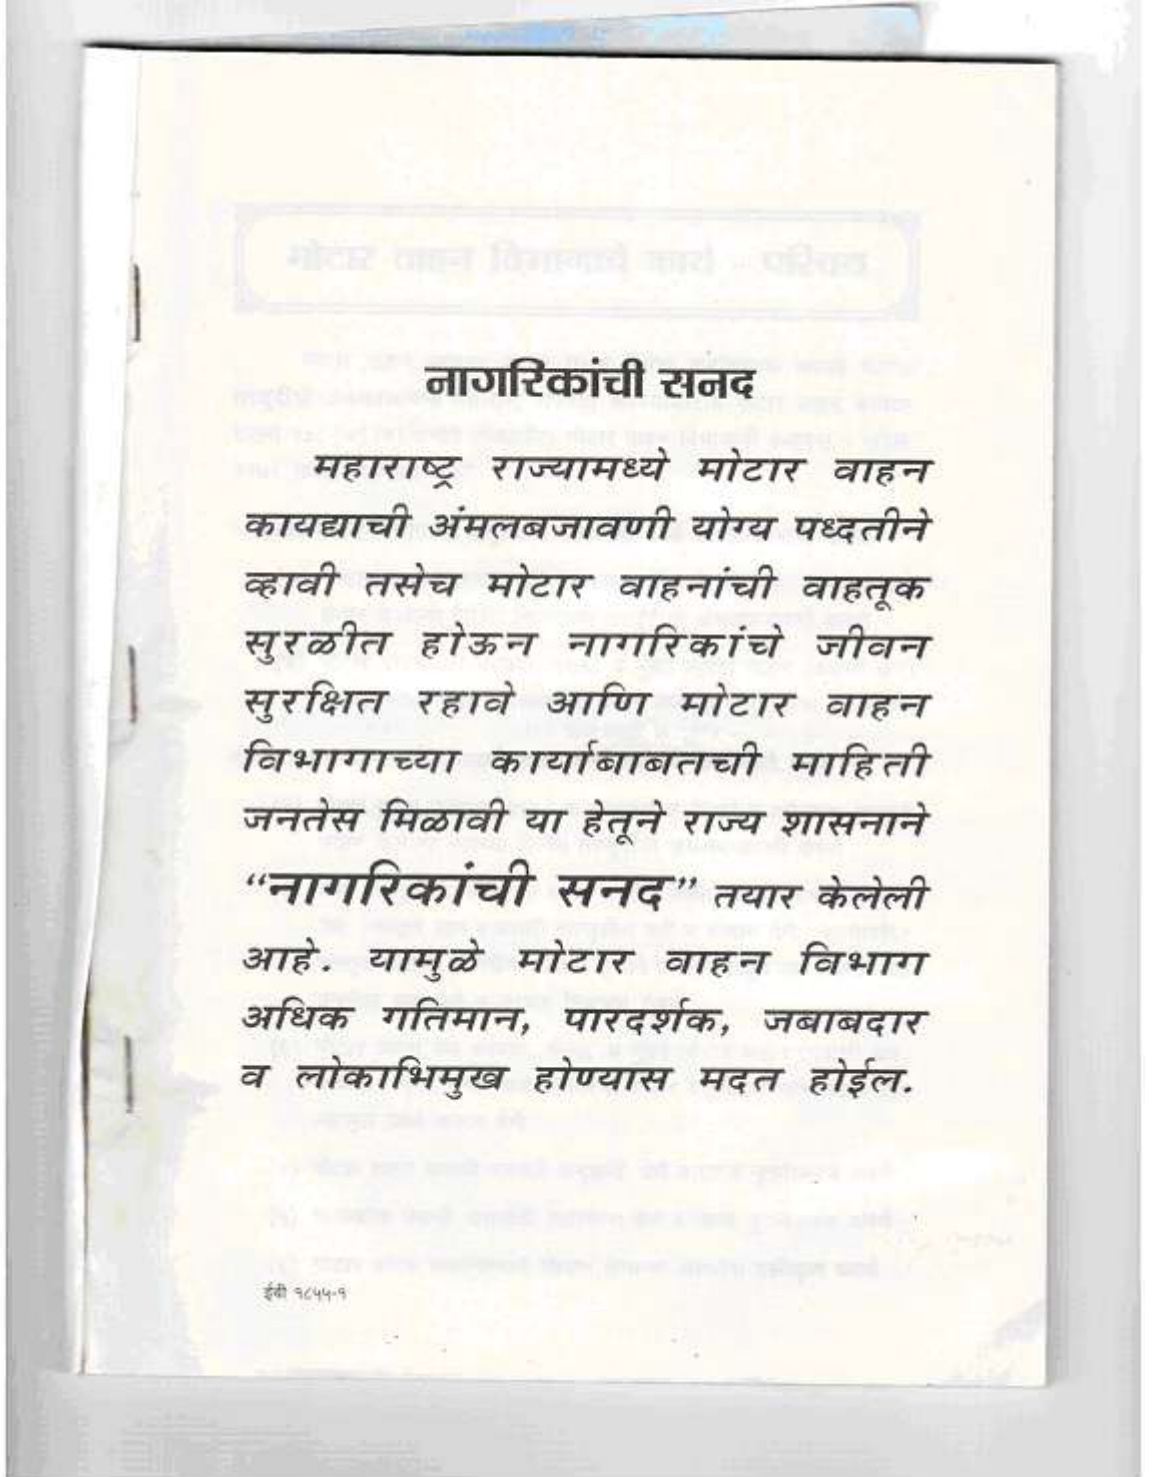 नागरिकांची सनद
महाराष्ट्र राज्यामध्ये मोटार वाहन
कायद्याची अंमलबजावणी योग्य पध्दतीने
व्हावी तसेच मोटार वाहनांची वाहतूक
सुरळीत होऊन नागरिकांचे जीवन
सुरक्षित रहावे आणि मोटार वाहन
विभागाच्या कार्याबाबतची माहिती
जनतेस मिळावी या हेतूने राज्य शासनाने
“नागरिकांची सनद” तयार केलेली
आहे. यामुळे मोटार वाहन विभाग
अधिक गतिमान, पारदर्शक, जबाबदार
व लोकाभिमुख होण्यास मदत होईल.
ईबी १८५५-१